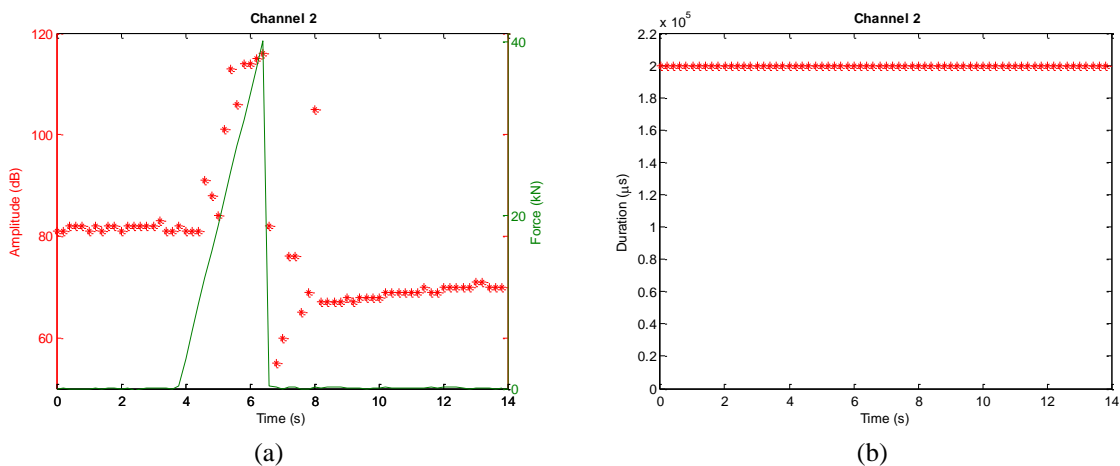 Channel 2
120
100
80
60
Amplitude (dB)
40
20
0
Force (kN)
0 2 4 6 8 10 12 14
Time (s)
(a)
Channel 2
x 10⁵
2.2
2
1.8
1.6
1.4
1.2
1
0.8
0.6
0.4
0.2
0
Duration (μs)
0 2 4 6 8 10 12 14
Time (s)
(b)